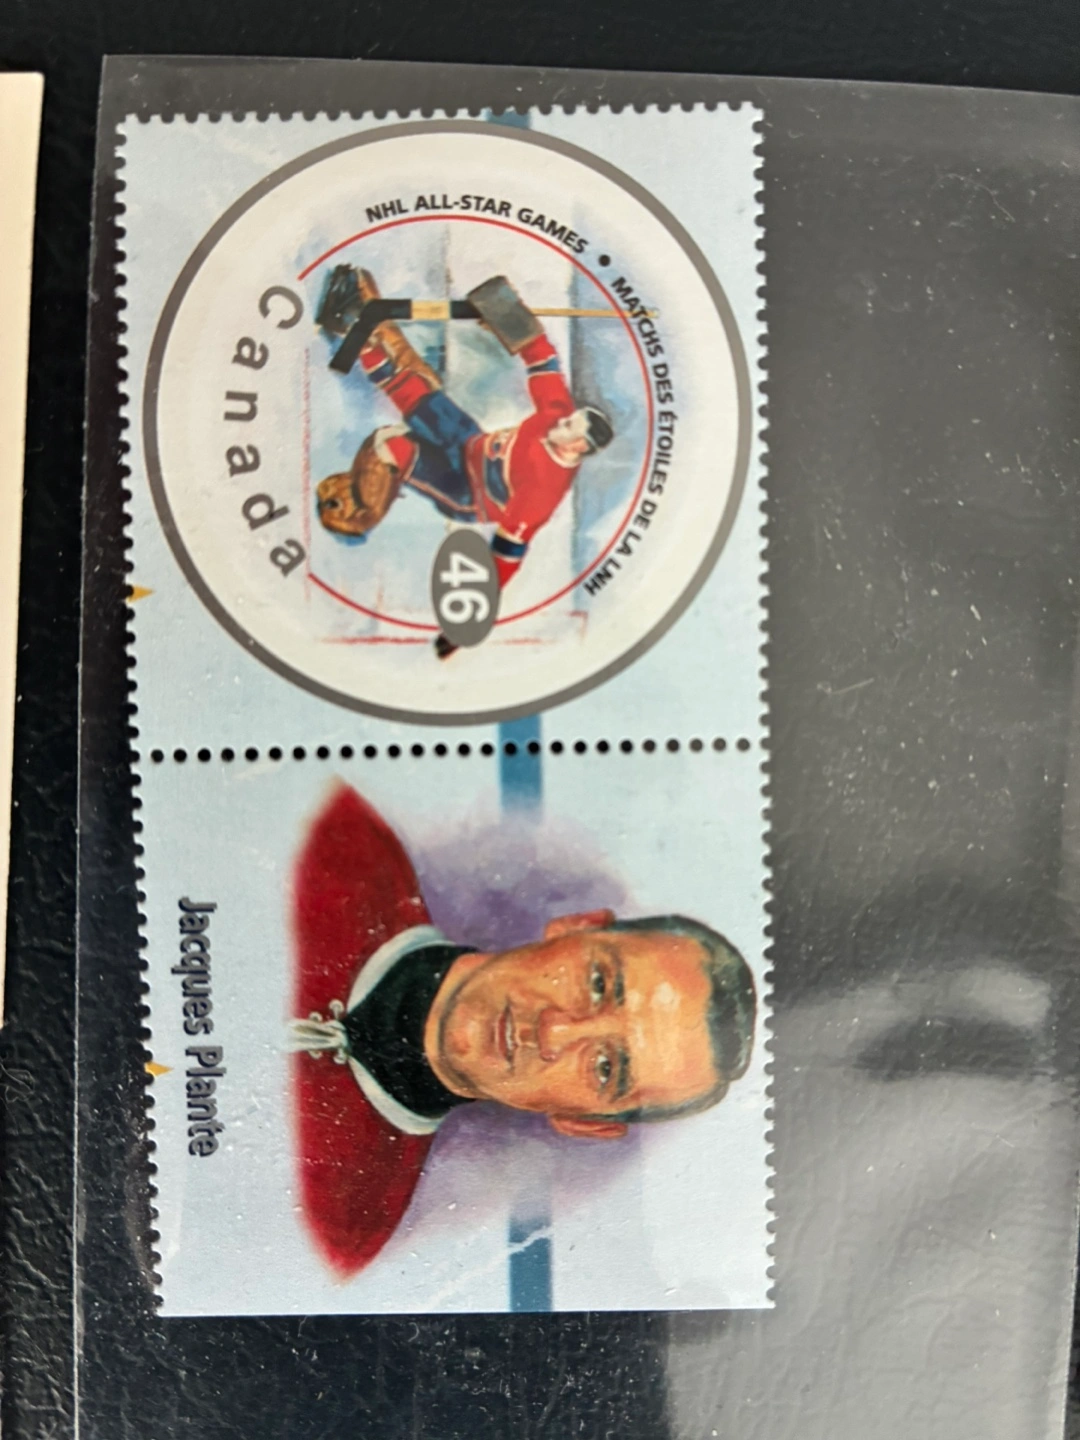 NHL ALL-STAR GAMES • MATCHS DES ÉTOILES DE LA LNH
46
Canada
Jacques Plante